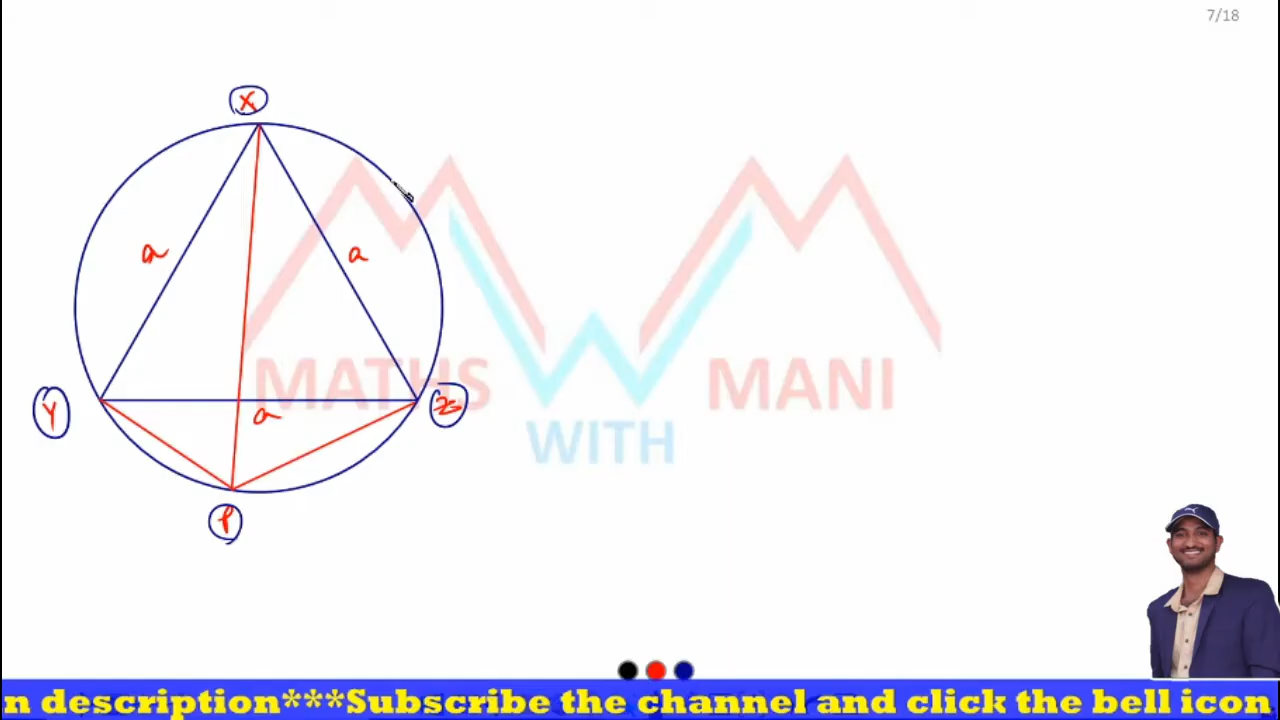 7/18
X
a
a
MATHS MANI
Y
a
Z
WITH
P
n description***Subscribe the channel and click the bell icon